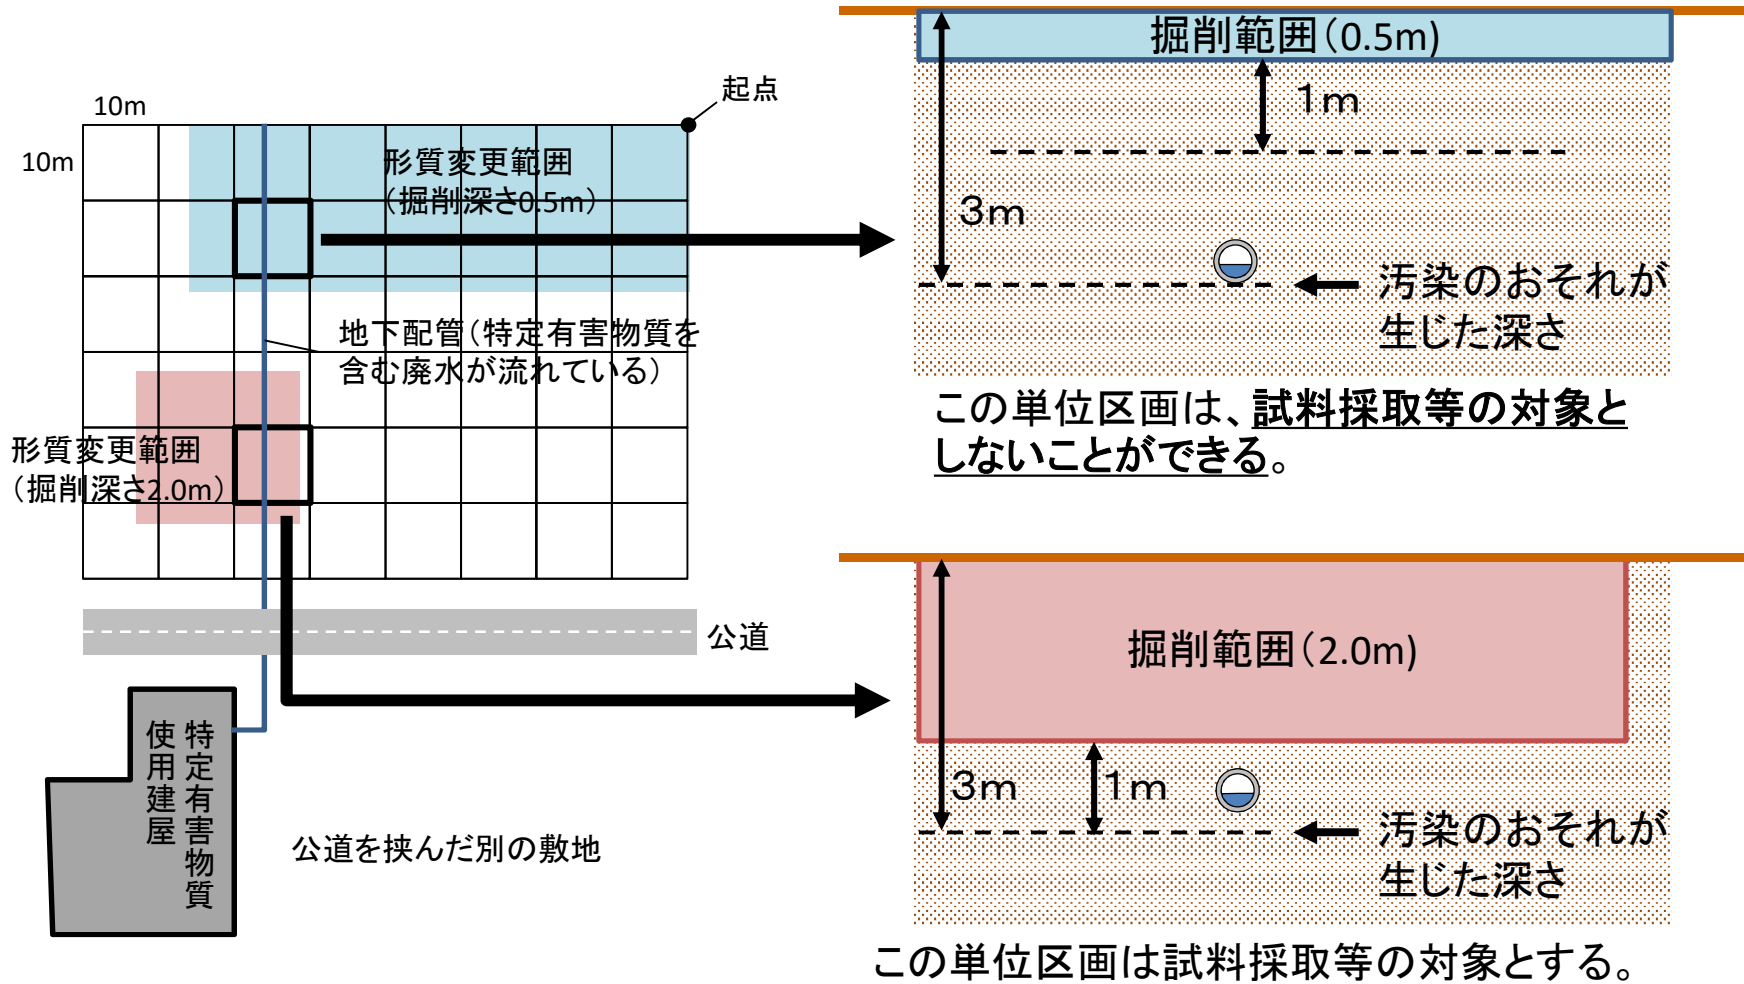 10m
10m
起点
形質変更範囲
（掘削深さ0.5m）
地下配管（特定有害物質を
含む廃水が流れている）
形質変更範囲
（掘削深さ2.0m）
公道
特定有害物質
使用建屋
公道を挟んだ別の敷地
掘削範囲（0.5m)
1m
3m
汚染のおそれが
生じた深さ
この単位区画は、試料採取等の対象と
しないことができる。
掘削範囲（2.0m)
3m
1m
汚染のおそれが
生じた深さ
この単位区画は試料採取等の対象とする。